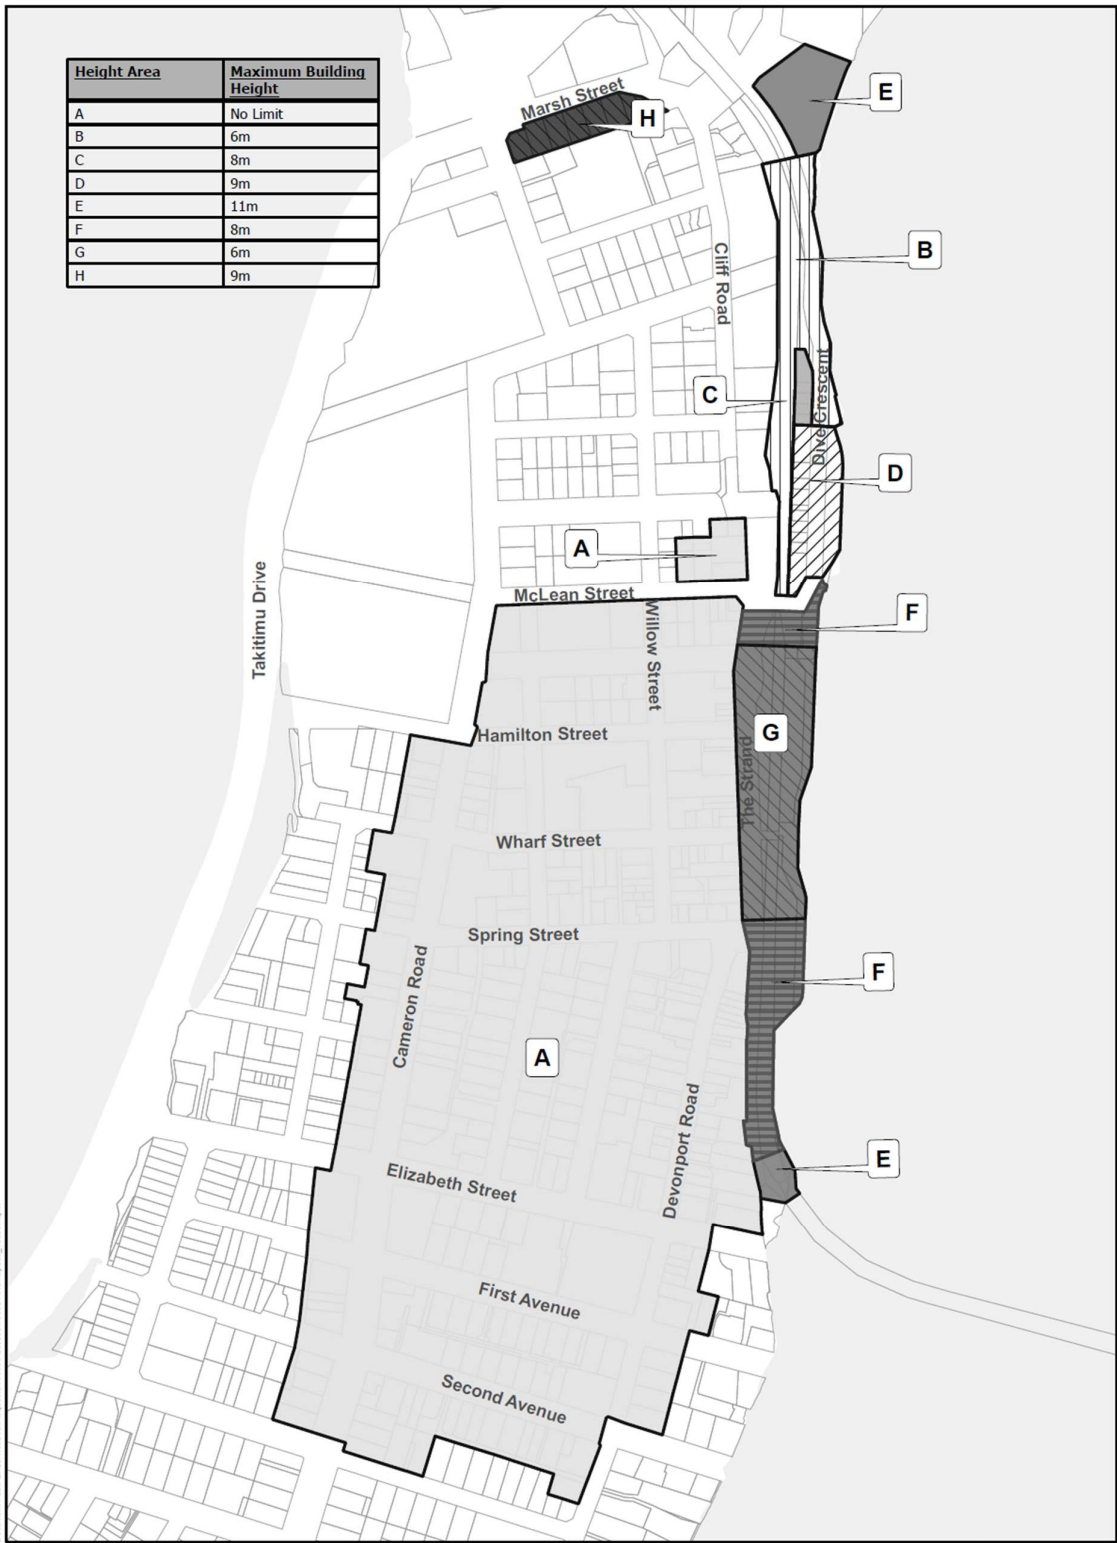 Height Area Maximum Building
Height
A No Limit
B 6m
C 8m
D 9m
E 11m
F 8m
G 6m
H 9m
Marsh Street
H
E
Cliff Road
B
Dive Crescent
C
D
A
McLean Street
Willow Street
Takitimu Drive
F
Hamilton Street
The Strand
G
Wharf Street
Spring Street
Cameron Road
F
A
Devonport Road
E
Elizabeth Street
First Avenue
Second Avenue